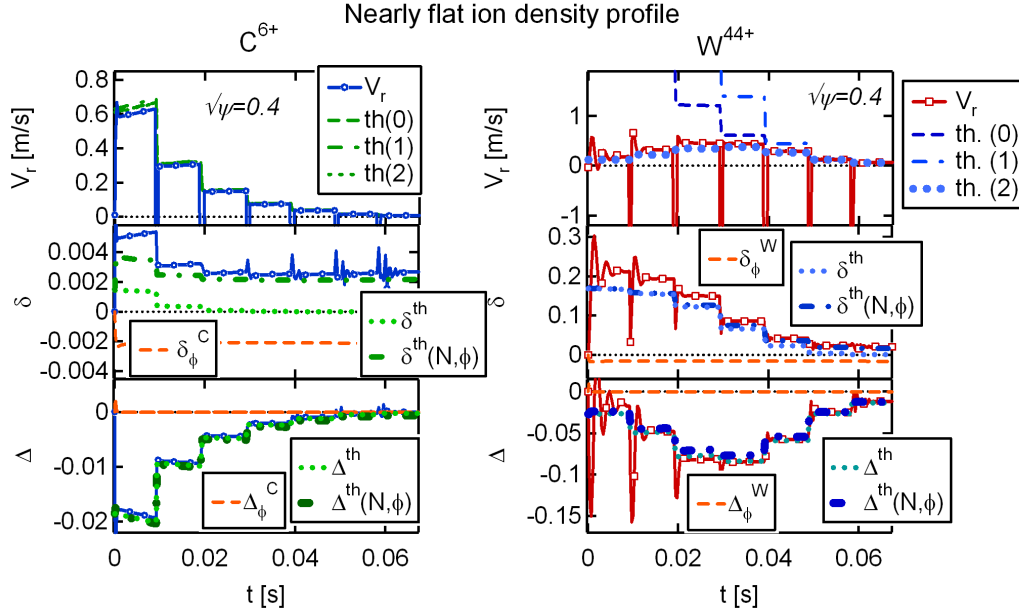 Nearly flat ion density profile
C6+
W44+
0.8
0.6
0.4
0.2
0
Vr [m/s]
√ψ=0.4
Vr
th(0)
th(1)
th(2)
0.004
0.002
0
-0.002
-0.004
δ
δϕC
δth
δth(N,ϕ)
0
-0.01
-0.02
Δ
ΔϕC
Δth
Δth(N,ϕ)
0
0.02
0.04
0.06
t [s]
1
0
-1
Vr [m/s]
√ψ=0.4
Vr
th. (0)
th. (1)
th. (2)
0.3
0.2
0.1
0
δ
δϕW
δth
δth(N,ϕ)
0
-0.05
-0.10
-0.15
Δ
ΔϕW
Δth
Δth(N,ϕ)
0
0.02
0.04
0.06
t [s]